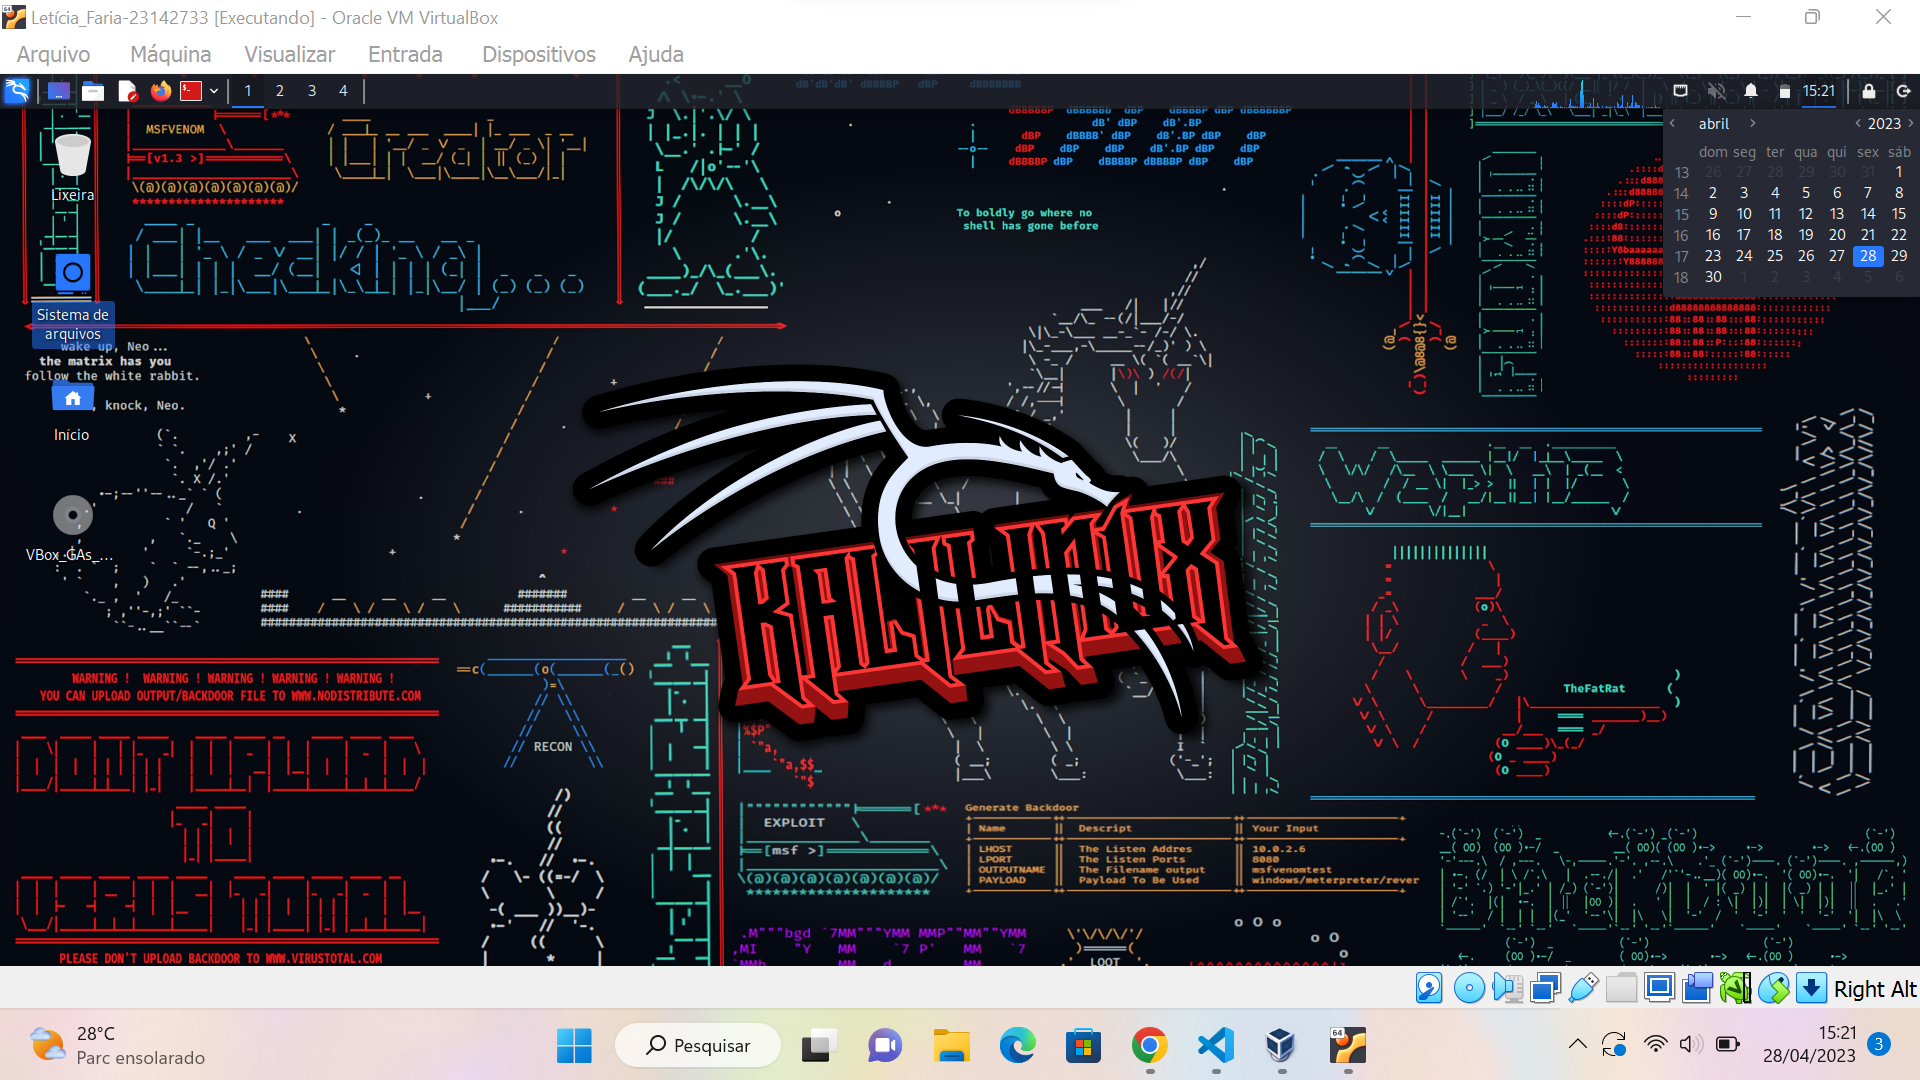 Letícia_Faria-23142733 [Executando] - Oracle VM VirtualBox
Arquivo Máquina Visualizar Entrada Dispositivos Ajuda
1 2 3 4
15:21
abril 2023
dom seg ter qua qui sex sáb
13 26 27 28 29 30 31 1
14 2 3 4 5 6 7 8
15 9 10 11 12 13 14 15
16 16 17 18 19 20 21 22
17 23 24 25 26 27 28 29
18 30 1 2 3 4 5 6
MSFVENOM
[v1.3 >]
Creator
Checking...
Lixeira
Sistema de
arquivos
wake up, Neo...
the matrix has you
follow the white rabbit.
knock, Neo.
Início
VBox_GAs_...
To boldly go where no
shell has gone before
KALI LINUX
TheFatRat
WARNING ! WARNING ! WARNING ! WARNING ! WARNING !
YOU CAN UPLOAD OUTPUT/BACKDOOR FILE TO WWW.NODISTRIBUTE.COM
DONT UPLOAD
TO
VIRUSTOTAL
PLEASE DON'T UPLOAD BACKDOOR TO WWW.VIRUSTOTAL.COM
RECON
EXPLOIT
[msf >]
LOOT
Generate Backdoor
Name || Descript || Your Input
LHOST || The Listen Addres || 10.0.2.6
LPORT || The Listen Ports || 8080
OUTPUTNAME || The Filename output || msfvenomtest
PAYLOAD || Payload To Be Used || windows/meterpreter/rever
Right Alt
28°C
Parc ensolarado
Pesquisar
64
15:21
28/04/2023
3